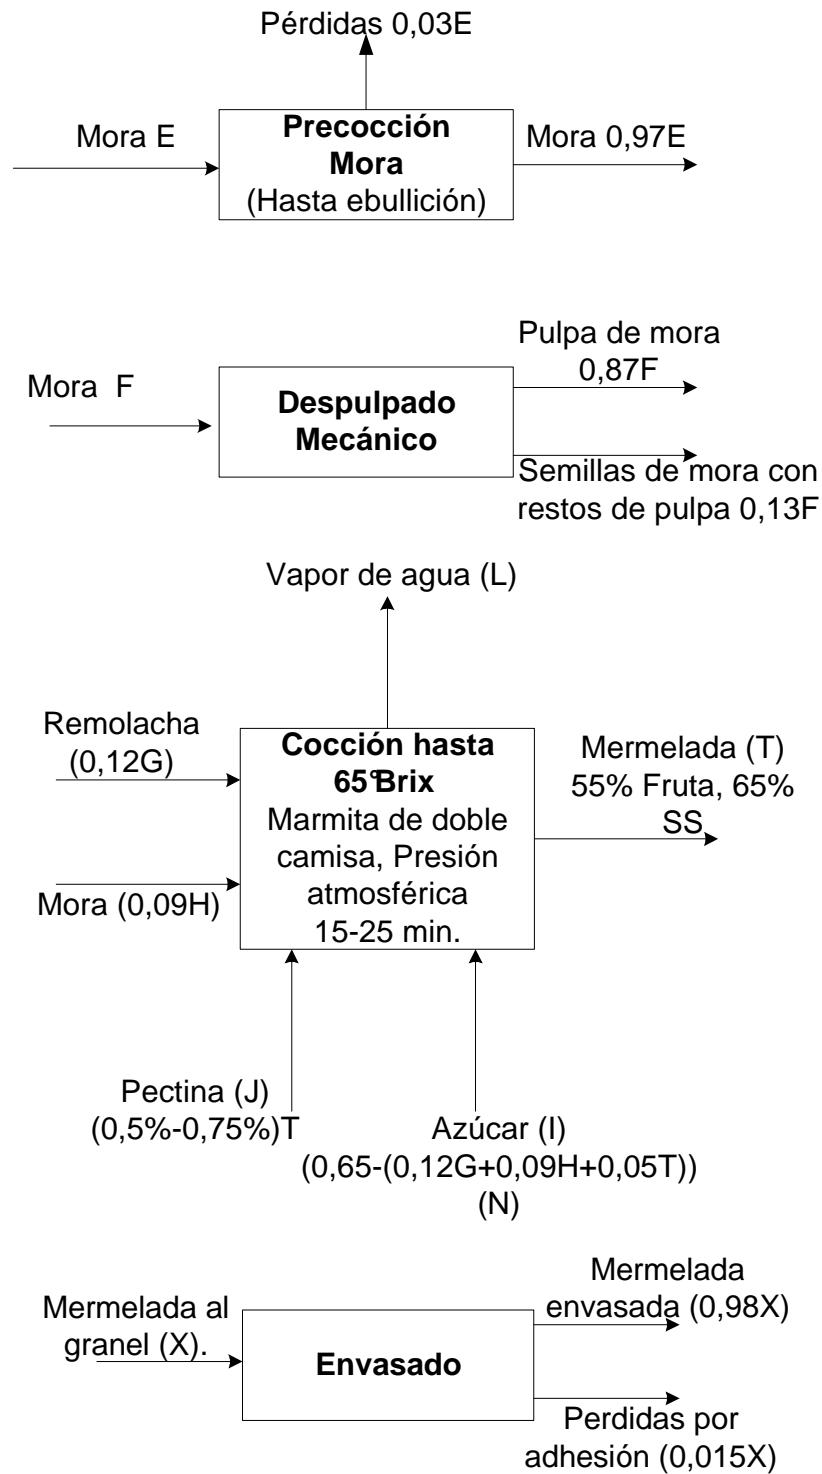 Pérdidas 0,03E
Mora E
Precocción
Mora
(Hasta ebullición)
Mora 0,97E
Mora  F
Despulpado
Mecánico
Pulpa de mora
0,87F
Semillas de mora con
restos de pulpa 0,13F
Vapor de agua (L)
Remolacha
(0,12G)
Mora (0,09H)
Cocción hasta
65°Brix
Marmita de doble
camisa, Presión
atmosférica
15-25 min.
Mermelada (T)
55% Fruta, 65%
SS
Pectina (J)
(0,5%-0,75%)T
Azúcar (I)
(0,65-(0,12G+0,09H+0,05T))
(N)
Mermelada al
granel (X).
Envasado
Mermelada
envasada (0,98X)
Perdidas por
adhesión (0,015X)